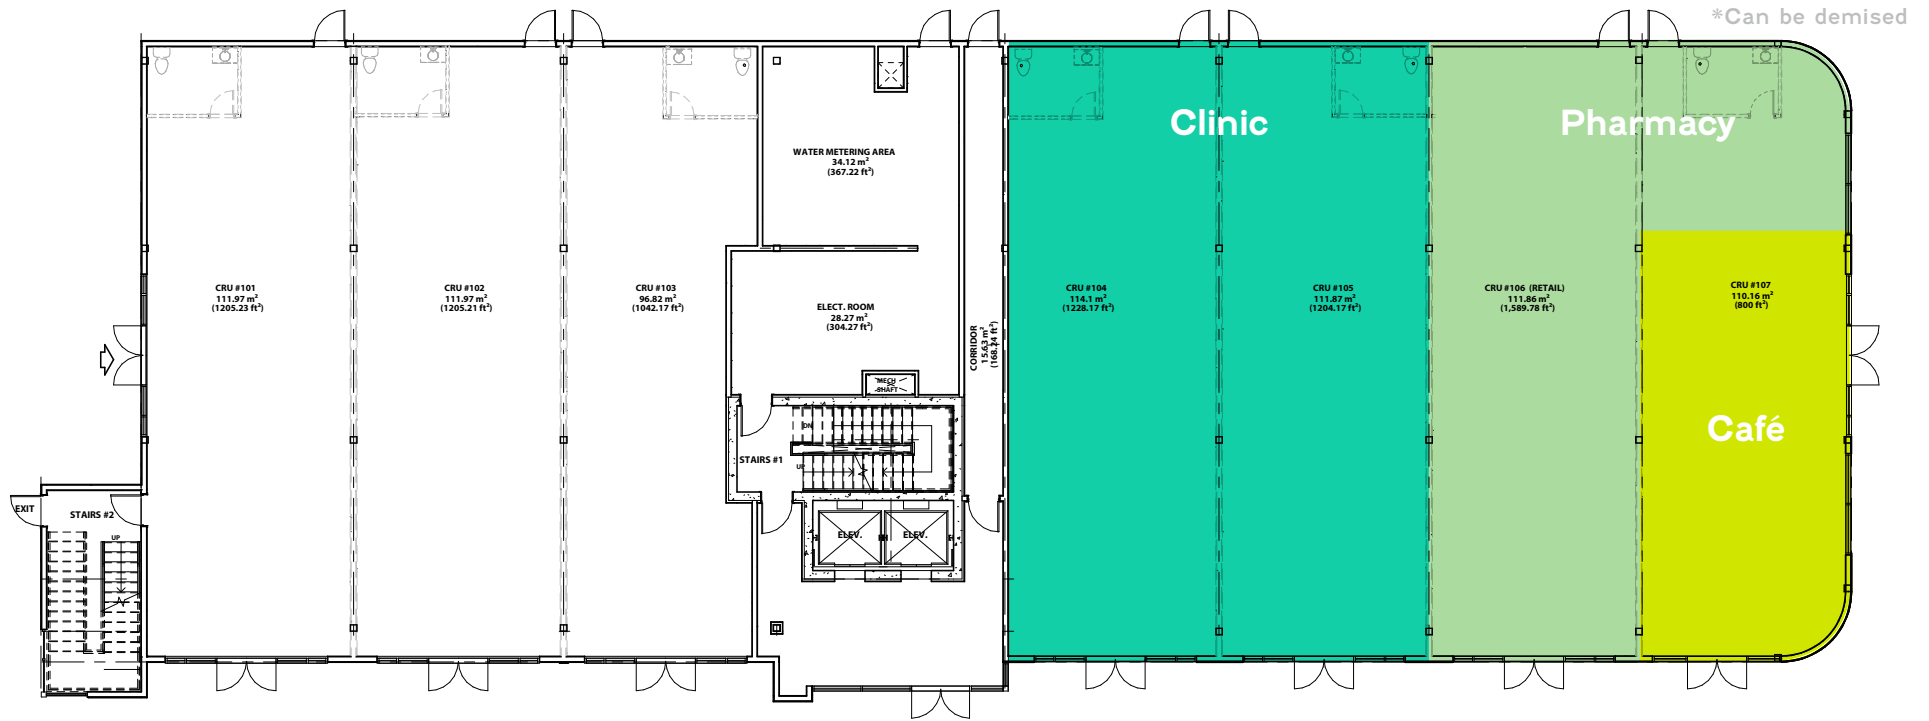 *Can be demised
Clinic
Pharmacy
WATER METERING AREA
34.12 m²
(367.22 ft²)
CRU #101
111.97 m²
(1205.23 ft²)
CRU #102
111.97 m²
(1205.21 ft²)
CRU #103
96.82 m²
(1042.17 ft²)
ELECT. ROOM
28.27 m²
(304.27 ft²)
CORRIDOR
15.63 m²
(168.24 ft²)
CRU #104
114.1 m²
(1228.17 ft²)
CRU #105
111.87 m²
(1204.17 ft²)
CRU #106 (RETAIL)
111.86 m²
(1,589.78 ft²)
CRU #107
110.16 m²
(800 ft²)
MECH
SHAFT
DN
STAIRS #1
UP
Café
EXIT
STAIRS #2
UP
ELEV.
ELEV.